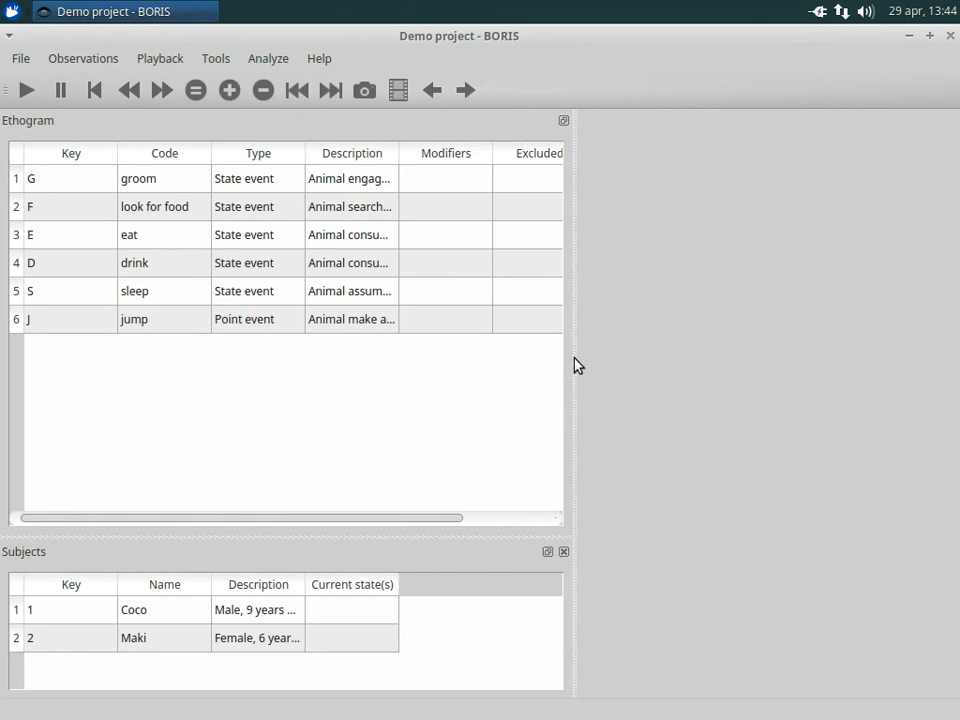 Demo project - BORIS
29 apr, 13:44
Demo project - BORIS
File Observations Playback Tools Analyze Help
Ethogram
Key Code Type Description Modifiers Excluded
1 G groom State event Animal engag...
2 F look for food State event Animal search...
3 E eat State event Animal consu...
4 D drink State event Animal consu...
5 S sleep State event Animal assum...
6 J jump Point event Animal make a...
Subjects
Key Name Description Current state(s)
1 1 Coco Male, 9 years ...
2 2 Maki Female, 6 year...